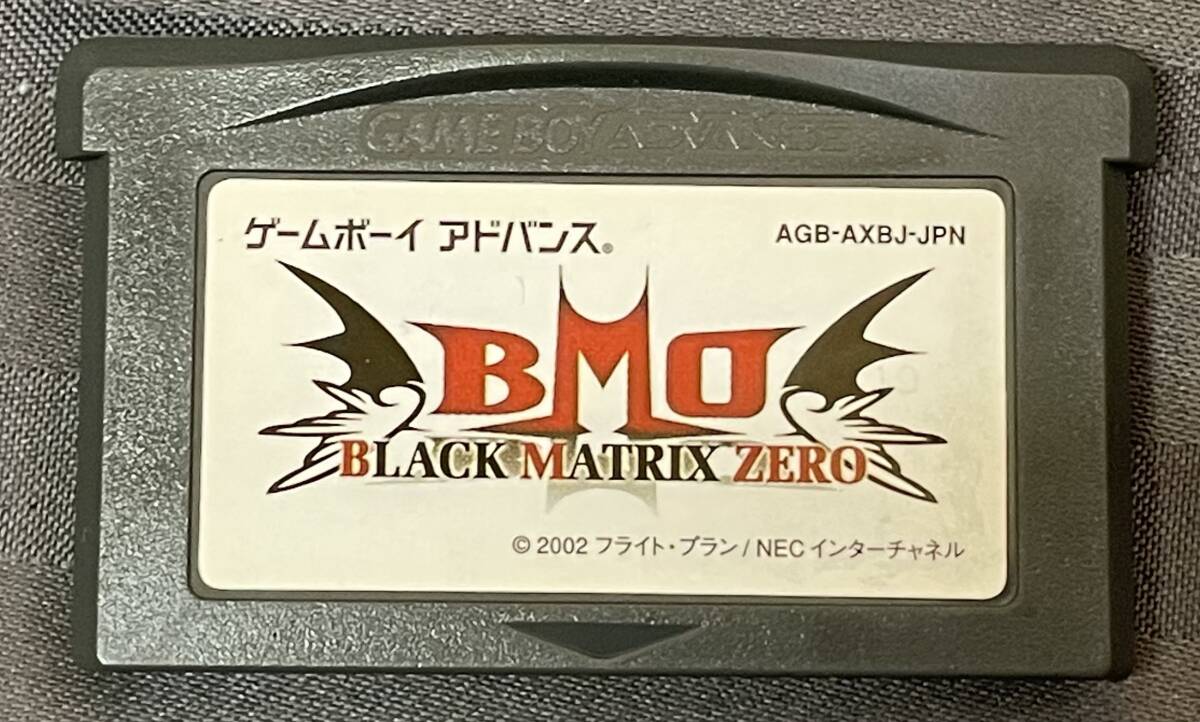 GAME BOY ADVANCE
ゲームボーイ アドバンス® AGB-AXBJ-JPN
BM0
BLACK MATRIX ZERO
© 2002 フライト・プラン / NEC インターチャネル